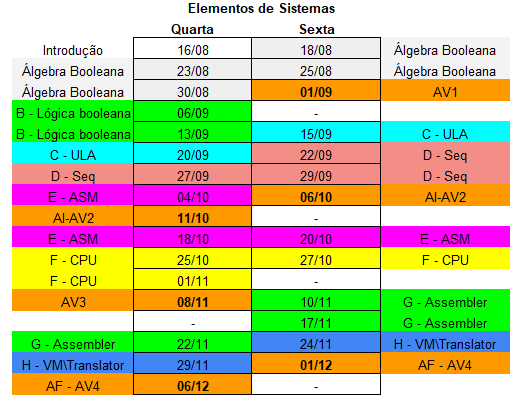 Elementos de Sistemas
Quarta Sexta
Introdução 16/08 18/08 Álgebra Booleana
Álgebra Booleana 23/08 25/08 Álgebra Booleana
Álgebra Booleana 30/08 01/09 AV1
B - Lógica booleana 06/09 -
B - Lógica booleana 13/09 15/09 C - ULA
C - ULA 20/09 22/09 D - Seq
D - Seq 27/09 29/09 D - Seq
E - ASM 04/10 06/10 AI-AV2
AI-AV2 11/10 -
E - ASM 18/10 20/10 E - ASM
F - CPU 25/10 27/10 F - CPU
F - CPU 01/11 -
AV3 08/11 10/11 G - Assembler
- 17/11 G - Assembler
G - Assembler 22/11 24/11 H - VM\Translator
H - VM\Translator 29/11 01/12 AF - AV4
AF - AV4 06/12 -